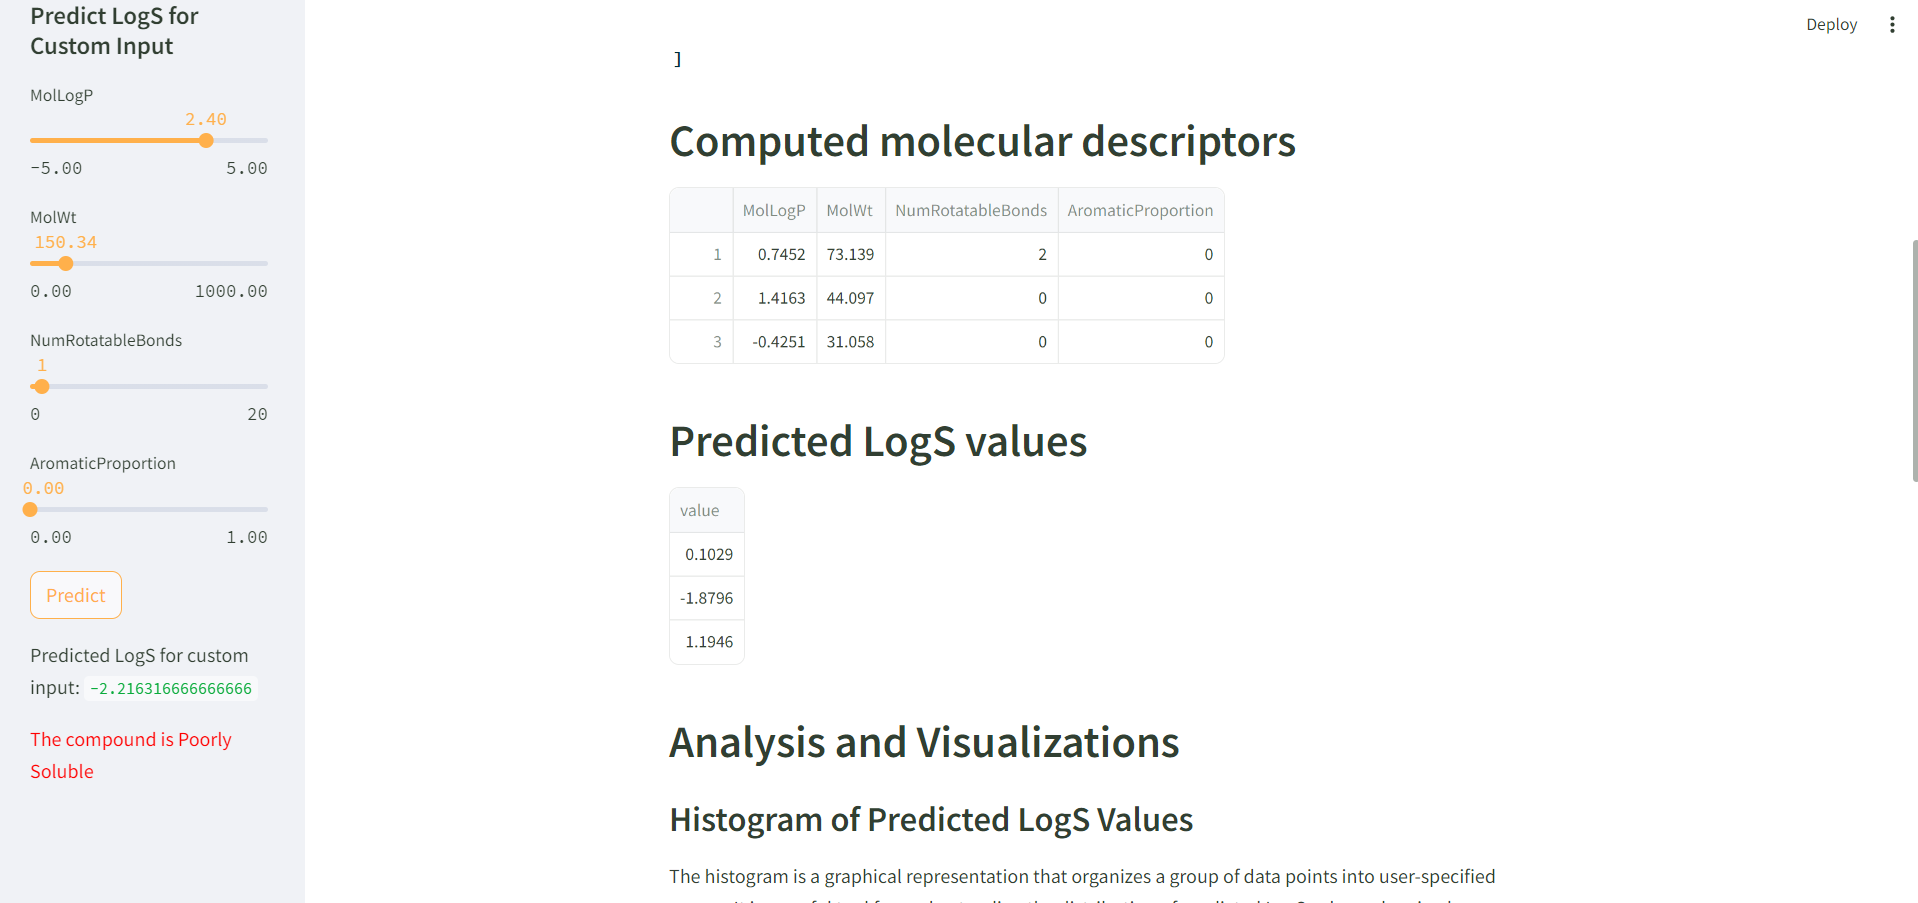 Predict LogS for
Custom Input
MolLogP
2.40
-5.00 5.00
MolWt
150.34
0.00 1000.00
NumRotatableBonds
1
0 20
AromaticProportion
0.00
0.00 1.00
Predict
Predicted LogS for custom
input: -2.216316666666666
The compound is Poorly
Soluble
Deploy
]
Computed molecular descriptors
MolLogP MolWt NumRotatableBonds AromaticProportion
1 0.7452 73.139 2 0
2 1.4163 44.097 0 0
3 -0.4251 31.058 0 0
Predicted LogS values
value
0.1029
-1.8796
1.1946
Analysis and Visualizations
Histogram of Predicted LogS Values
The histogram is a graphical representation that organizes a group of data points into user-specified